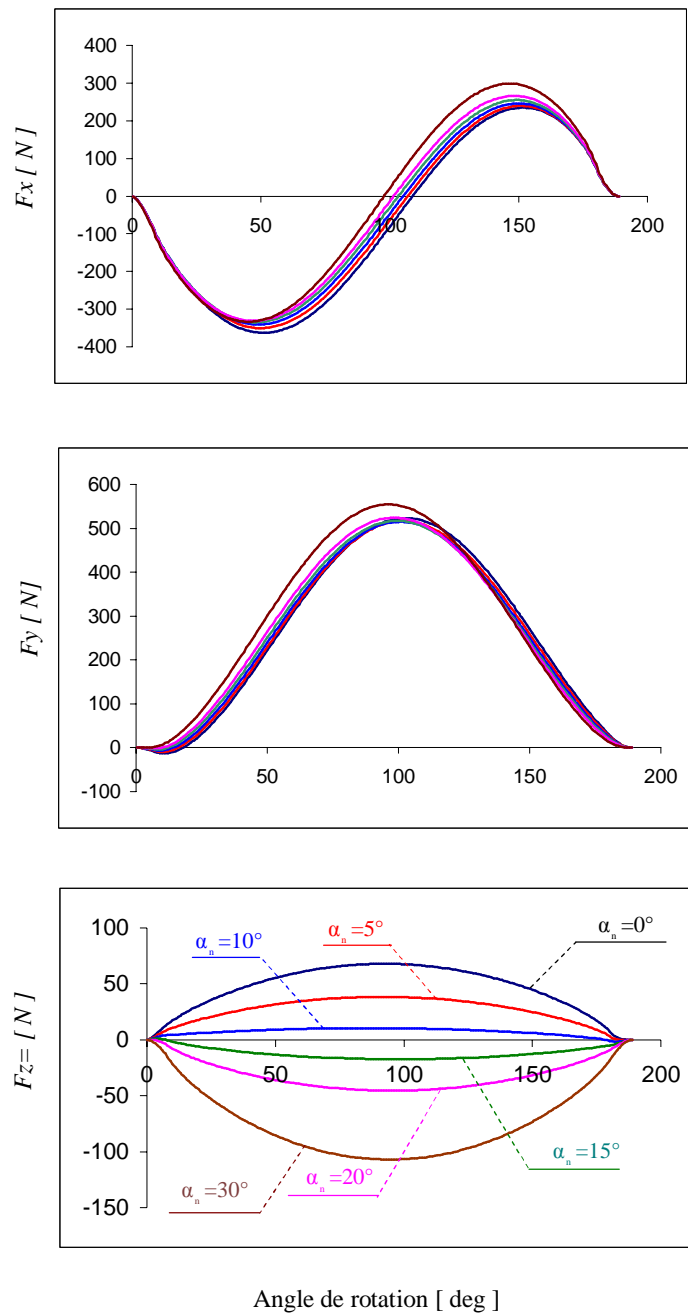 400
300
200
100
0
-100
-200
-300
-400
0 50 100 150 200
Fx [ N ]
600
500
400
300
200
100
0
-100
0 50 100 150 200
Fy [ N ]
100
50
0
-50
-100
-150
0 50 100 150 200
Fz= [ N ]
αn=10°
αn=5°
αn=0°
αn=15°
αn=20°
αn=30°
Angle de rotation [ deg ]